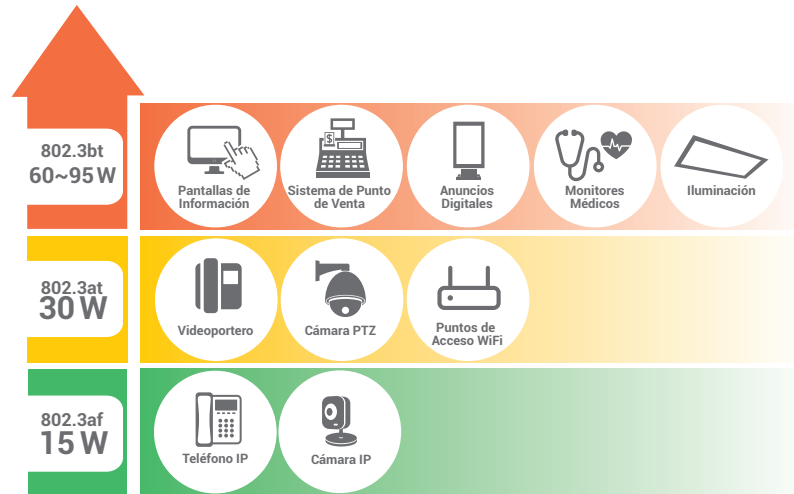 802.3bt
60~95 W
Pantallas de
Información
Sistema de Punto
de Venta
$
Anuncios
Digitales
Monitores
Médicos
Iluminación
802.3at
30 W
Videoportero
Cámara PTZ
Puntos de
Acceso WiFi
802.3af
15 W
Teléfono IP
Cámara IP